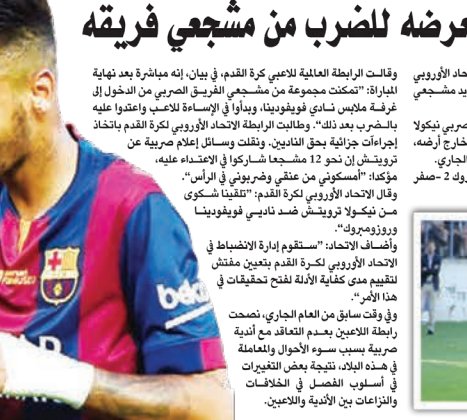 عرضه للضرب من مشجعي فريقه
حاد الأوروبي
يد مشجعي
صربي نيكولا
خارج أرضه،
الجاري.
روك 2 -صفر
وقالت الرابطة العالمية للاعبي كرة القدم، في بيان، إنه مباشرة بعد نهاية
المباراة: "تمكنت مجموعة من مشجعي الفريق الصربي من الدخول إلى
غرفة ملابس نادي فويفودينا، وبدأوا في الإساءة للاعب واعتدوا عليه
بالضرب بعد ذلك". وطالبت الرابطة الاتحاد الأوروبي لكرة القدم باتخاذ
إجراءآت جزائية بحق الناديين. ونقلت وسائل إعلام صربية عن
ترويتش إن نحو 12 مشجعا شاركوا في الاعتداء عليه،
مؤكدا: "أمسكوني من عنقي وضربوني في الرأس".
وقال الاتحاد الأوروبي لكرة القدم: "تلقينا شكوى
من نيكولا ترويتش ضد ناديي فويفودينا
وروزومبروك".
وأضاف الاتحاد: "ستقوم إدارة الانضباط في
الاتحاد الأوروبي لكرة القدم بتعيين مفتش
لتقييم مدى كفاية الأدلة لفتح تحقيقات في
هذا الأمر".
وفي وقت سابق من العام الجاري، نصحت
رابطة اللاعبين بعدم التعاقد مع أندية
صربية بسبب سوء الأحوال والمعاملة
في هذه البلاد، نتيجة بعض التغييرات
في أسلوب الفصل في الخلافات
والنزاعات بين الأندية واللاعبين.
beko